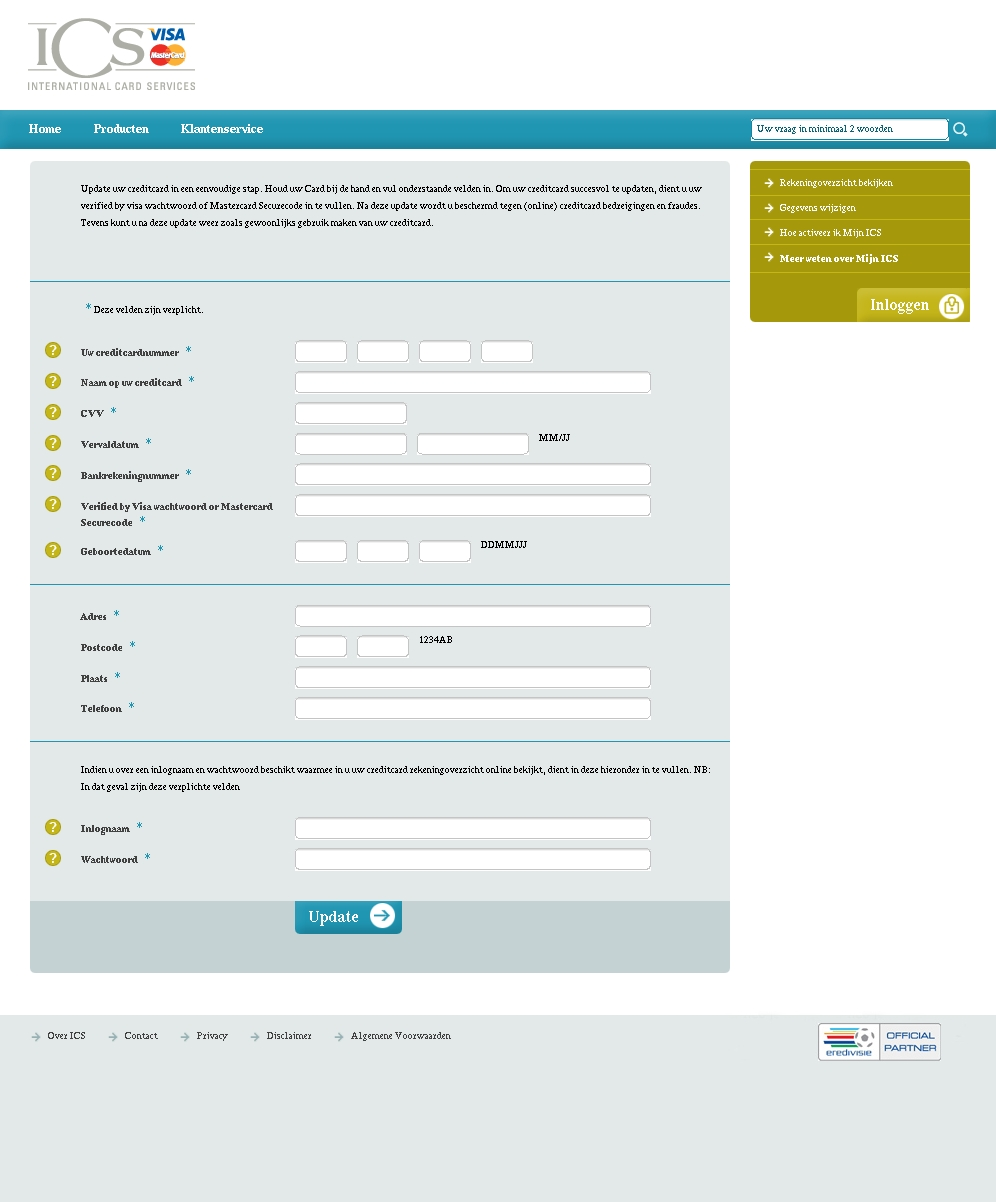 ICS VISA
MasterCard
INTERNATIONAL CARD SERVICES
Home Producten Klantenservice Uw vraag in minimaal 2 woorden
Update uw creditcard in een eenvoudige stap. Houd uw Card bij de hand en vul onderstaande velden in. Om uw creditcard succesvol te updaten, dient u uw
verified by visa wachtwoord of Mastercard Securecode in te vullen. Na deze update wordt u beschermd tegen (online) creditcard bedreigingen en fraudes.
Tevens kunt u na deze update weer zoals gewoonlijks gebruik maken van uw creditcard.
Rekeningoverzicht bekijken
Gegevens wijzigen
Hoe activeer ik Mijn ICS
Meer weten over Mijn ICS
Inloggen
* Deze velden zijn verplicht.
? Uw creditcardnummer *
? Naam op uw creditcard *
? CVV *
? Vervaldatum * MM/JJ
? Bankrekeningnummer *
? Verified by Visa wachtwoord or Mastercard
Securecode *
? Geboortedatum * DDMMJJJ
Adres *
Postcode * 1234AB
Plaats *
Telefoon *
Indien u over een inlognaam en wachtwoord beschikt waarmee in u uw creditcard rekeningoverzicht online bekijkt, dient in deze hieronder in te vullen. NB:
In dat geval zijn deze verplichte velden
? Inlognaam *
? Wachtwoord *
Update
Over ICS Contact Privacy Disclaimer Algemene Voorwaarden
eredivisie OFFICIAL
PARTNER